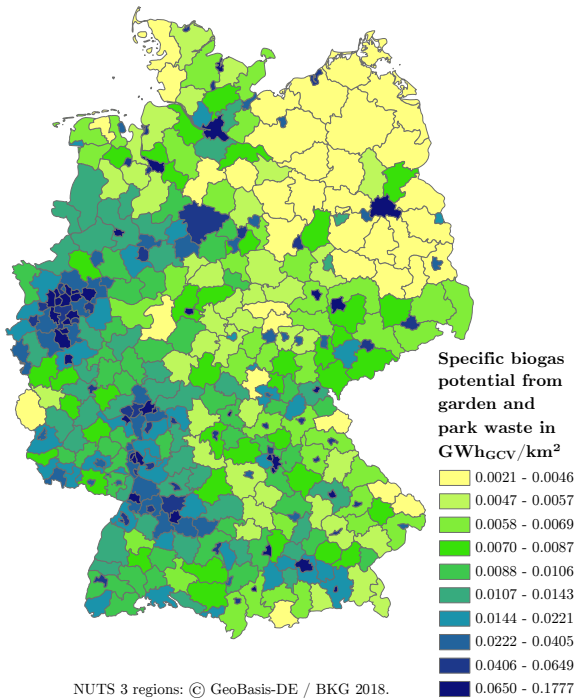 Specific biogas
potential from
garden and
park waste in
GWhGCV/km²
0.0021 - 0.0046
0.0047 - 0.0057
0.0058 - 0.0069
0.0070 - 0.0087
0.0088 - 0.0106
0.0107 - 0.0143
0.0144 - 0.0221
0.0222 - 0.0405
0.0406 - 0.0649
0.0650 - 0.1777
NUTS 3 regions: © GeoBasis-DE / BKG 2018.